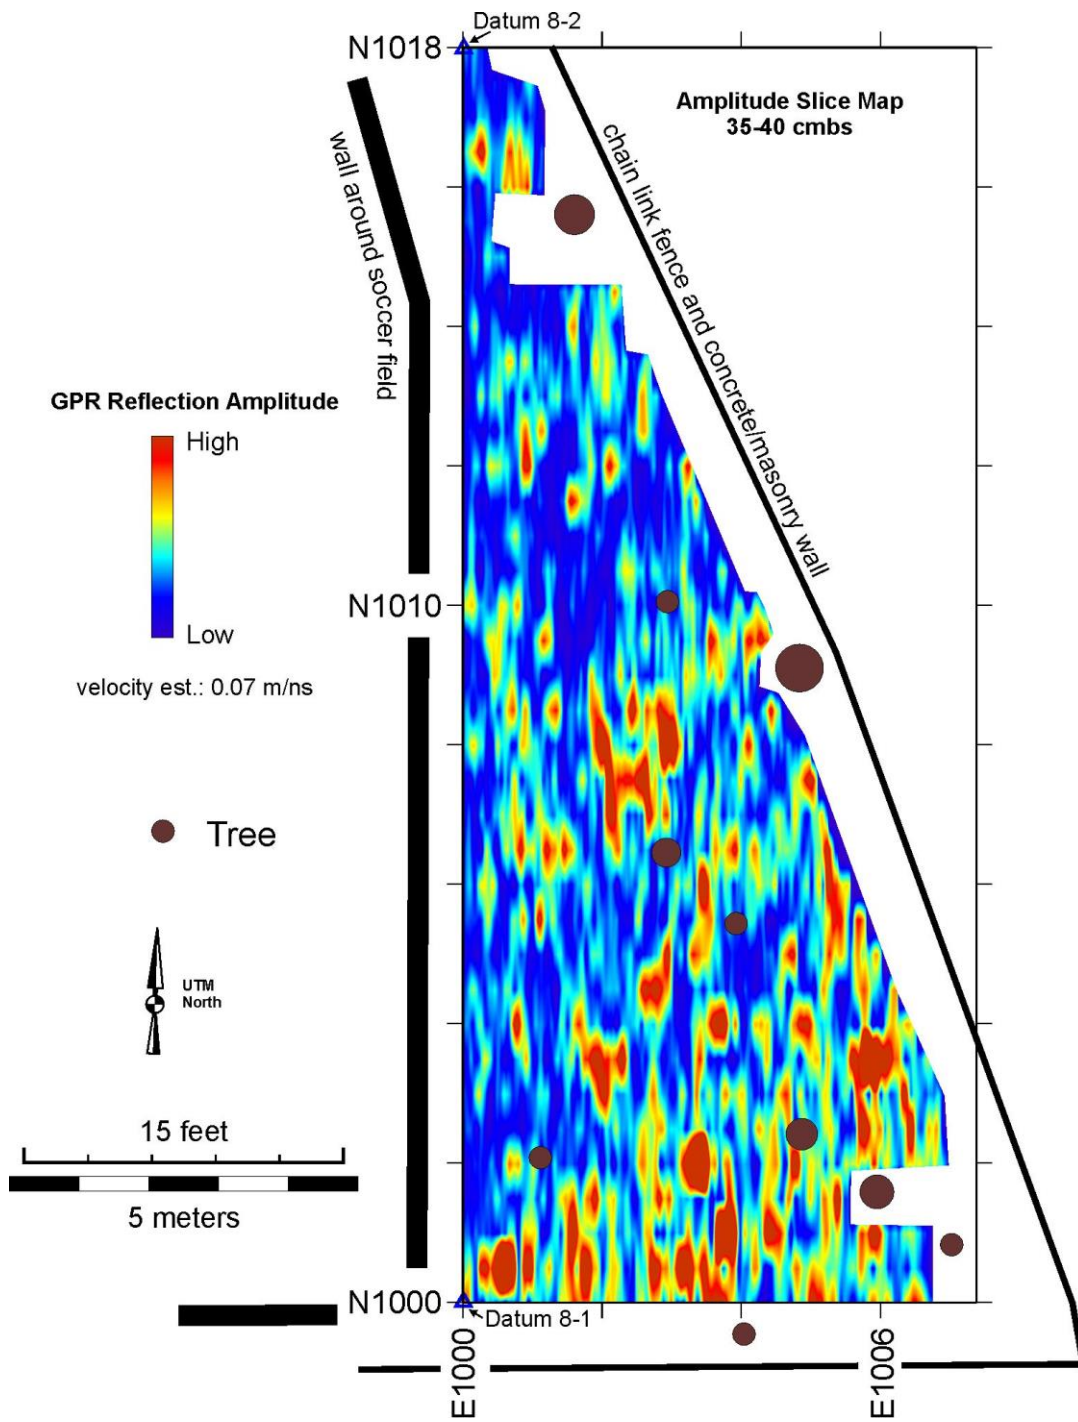 Datum 8-2
N1018
Amplitude Slice Map
35-40 cmbs
wall around soccer field
chain link fence and concrete/masonry wall
GPR Reflection Amplitude
High
Low
velocity est.: 0.07 m/ns
N1010
Tree
UTM
North
15 feet
5 meters
N1000
Datum 8-1
E1000
E1006